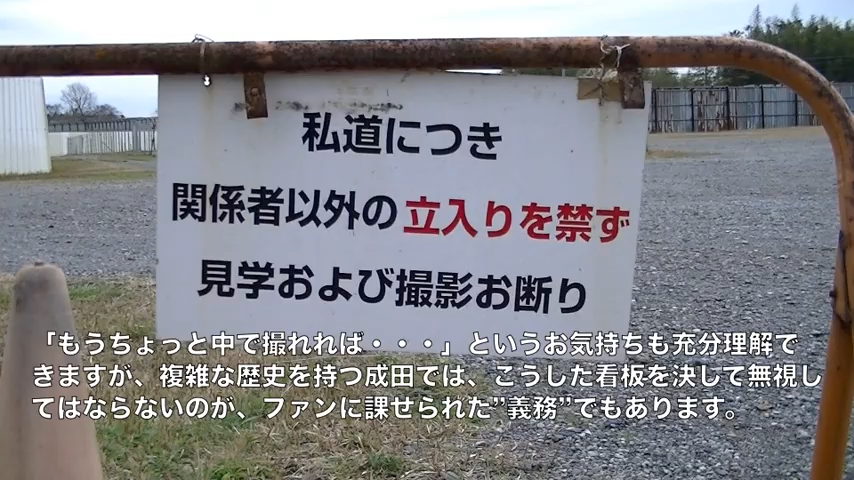 私道につき
関係者以外の立入りを禁ず
見学および撮影お断り
「もうちょっと中で撮れれば・・・」というお気持ちも充分理解で
きますが、複雑な歴史を持つ成田では、こうした看板を決して無視し
てはならないのが、ファンに課せられた”義務”でもあります。